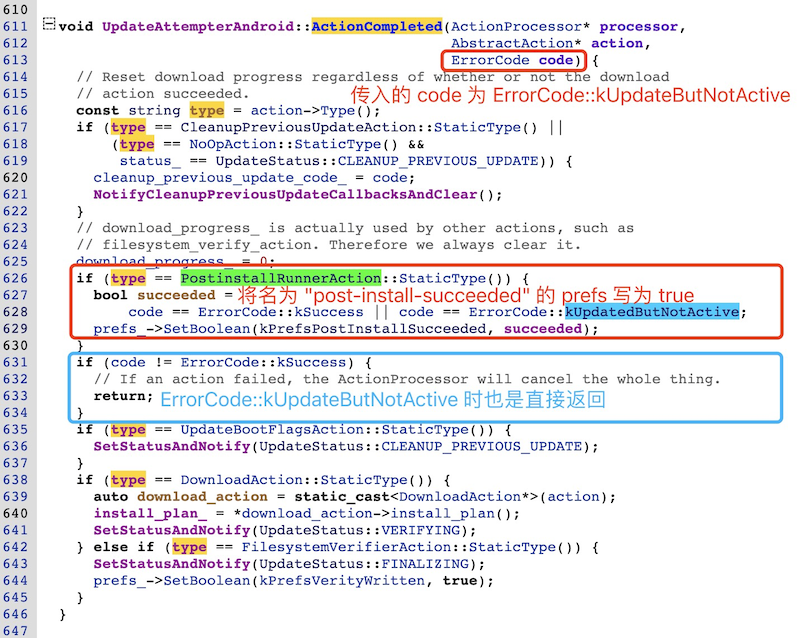 610
611 void UpdateAttempterAndroid::ActionCompleted(ActionProcessor* processor,
612 AbstractAction* action,
613 ErrorCode code) {
614 // Reset download progress regardless of whether or not the download
615 // action succeeded.
传入的 code 为 ErrorCode::kUpdateButNotActive
616 const string type = action->Type();
617 if (type == CleanupPreviousUpdateAction::StaticType() ||
618 (type == NoOpAction::StaticType() &&
619 status_ == UpdateStatus::CLEANUP_PREVIOUS_UPDATE)) {
620 cleanup_previous_update_code_ = code;
621 NotifyCleanupPreviousUpdateCallbacksAndClear();
622 }
623 // download_progress_ is actually used by other actions, such as
624 // filesystem_verify_action. Therefore we always clear it.
625 download_progress_ = 0;
626 if (type == PostinstallRunnerAction::StaticType()) {
627 bool succeeded =
将名为 "post-install-succeeded" 的 prefs 写为 true
628 code == ErrorCode::kSuccess || code == ErrorCode::kUpdatedButNotActive;
629 prefs_->SetBoolean(kPrefsPostInstallSucceeded, succeeded);
630 }
631 if (code != ErrorCode::kSuccess) {
632 // If an action failed, the ActionProcessor will cancel the whole thing.
633 return;
ErrorCode::kUpdateButNotActive 时也是直接返回
634 }
635 if (type == UpdateBootFlagsAction::StaticType()) {
636 SetStatusAndNotify(UpdateStatus::CLEANUP_PREVIOUS_UPDATE);
637 }
638 if (type == DownloadAction::StaticType()) {
639 auto download_action = static_cast<DownloadAction*>(action);
640 install_plan_ = *download_action->install_plan();
641 SetStatusAndNotify(UpdateStatus::VERIFYING);
642 } else if (type == FilesystemVerifierAction::StaticType()) {
643 SetStatusAndNotify(UpdateStatus::FINALIZING);
644 prefs_->SetBoolean(kPrefsVerityWritten, true);
645 }
646 }
647